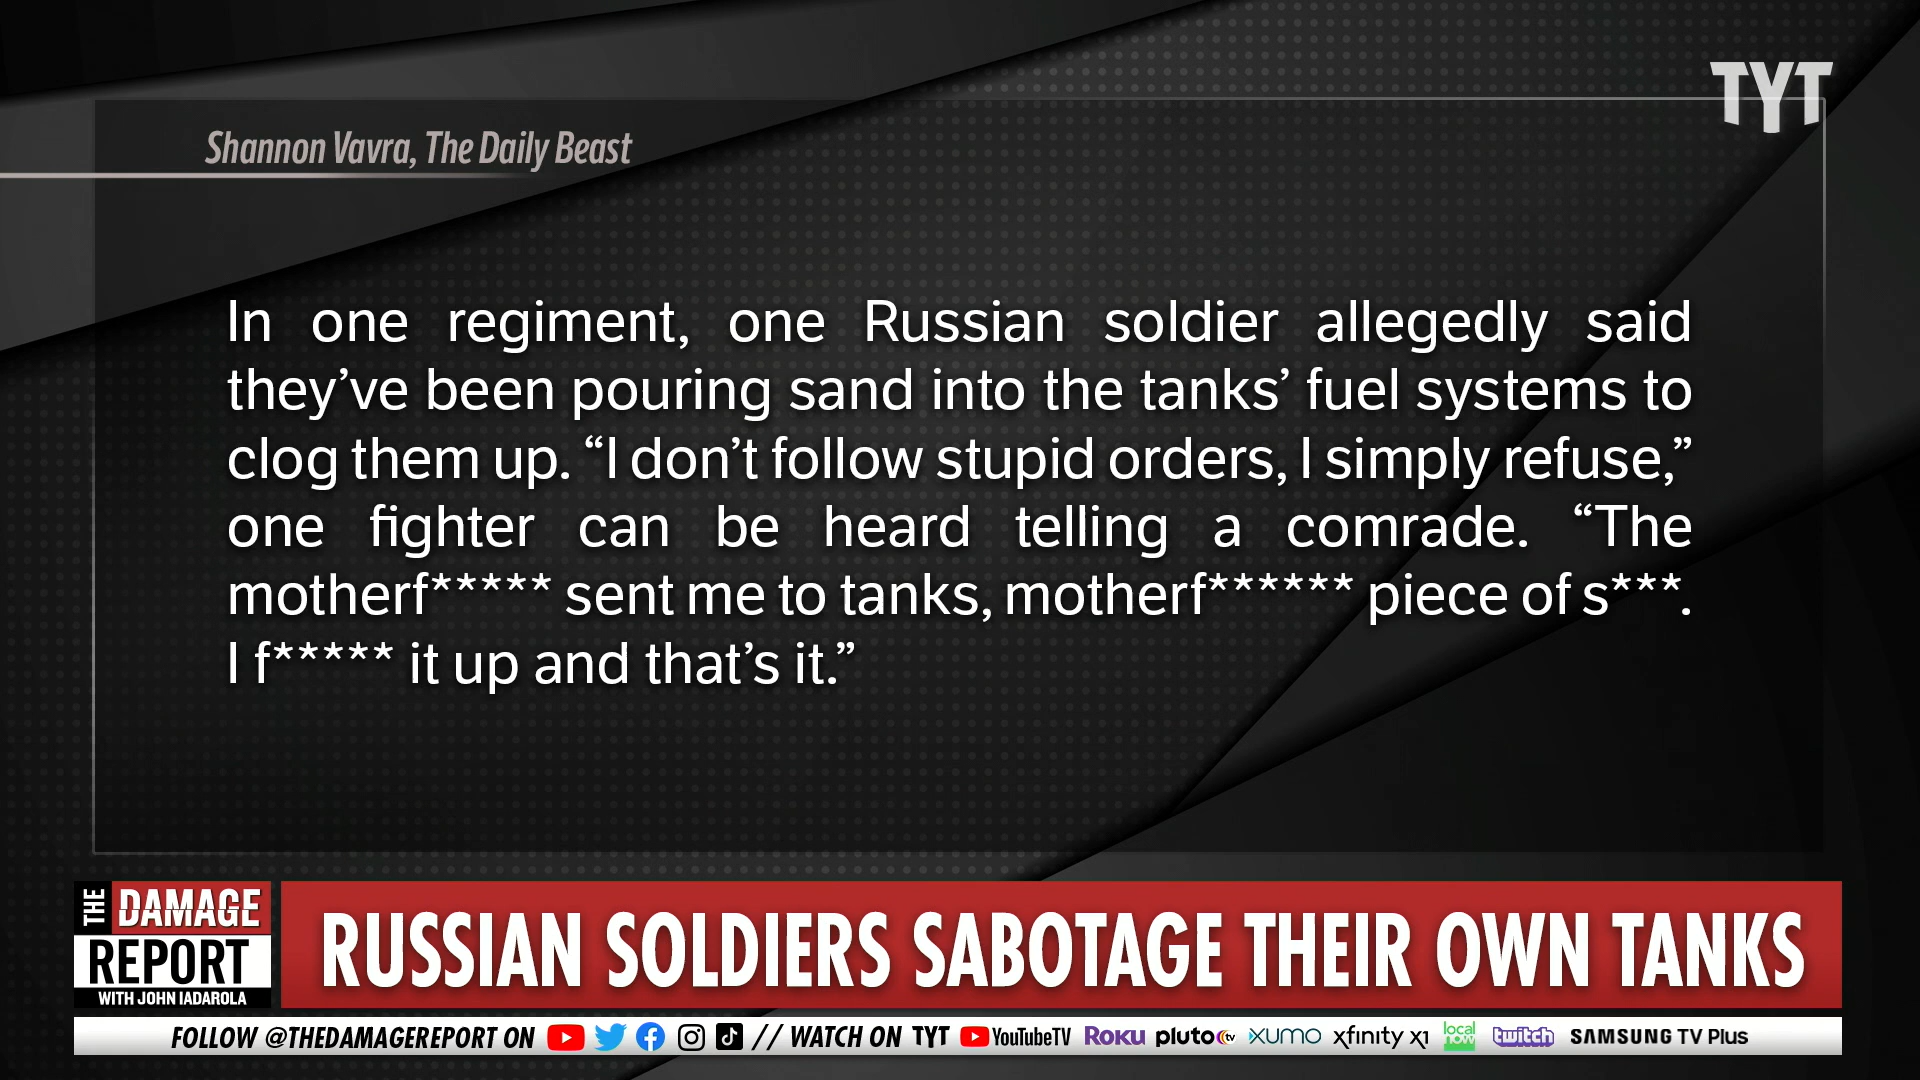 TYT
Shannon Vavra, The Daily Beast
In one regiment, one Russian soldier allegedly said
they’ve been pouring sand into the tanks’ fuel systems to
clog them up. “I don’t follow stupid orders, I simply refuse,”
one fighter can be heard telling a comrade. “The
motherf***** sent me to tanks, motherf****** piece of s***.
I f***** it up and that’s it.”
THE DAMAGE
REPORT
WITH JOHN IADAROLA
RUSSIAN SOLDIERS SABOTAGE THEIR OWN TANKS
FOLLOW @THEDAMAGEREPORT ON // WATCH ON TYT YouTubeTV ROKU pluto tv XUMO xfinity x1 local now twitch SAMSUNG TV Plus